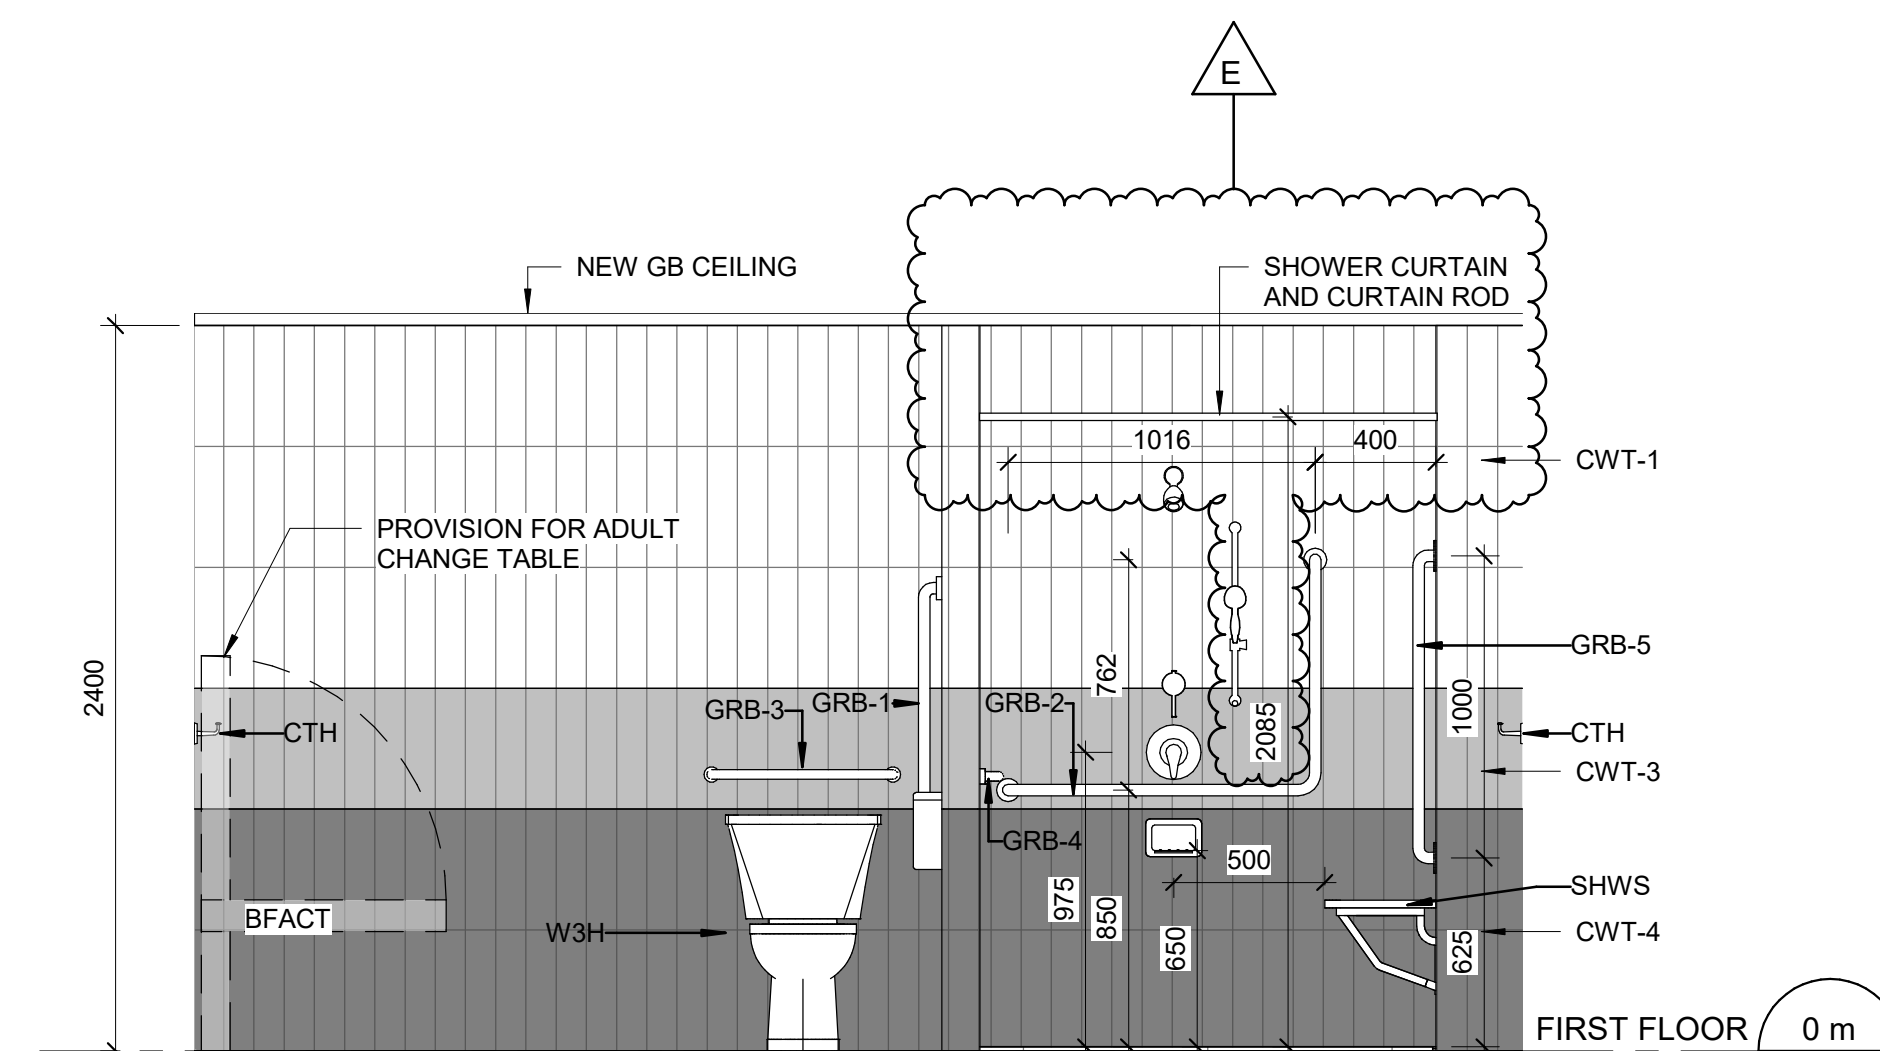 E
NEW GB CEILING
SHOWER CURTAIN
AND CURTAIN ROD
1016
400
CWT-1
PROVISION FOR ADULT
CHANGE TABLE
2400
762
GRB-5
GRB-3
GRB-1
GRB-2
2085
1000
CTH
CTH
CWT-3
GRB-4
500
975
850
650
SHWS
BFACT
W3H
625
CWT-4
FIRST FLOOR
0 m